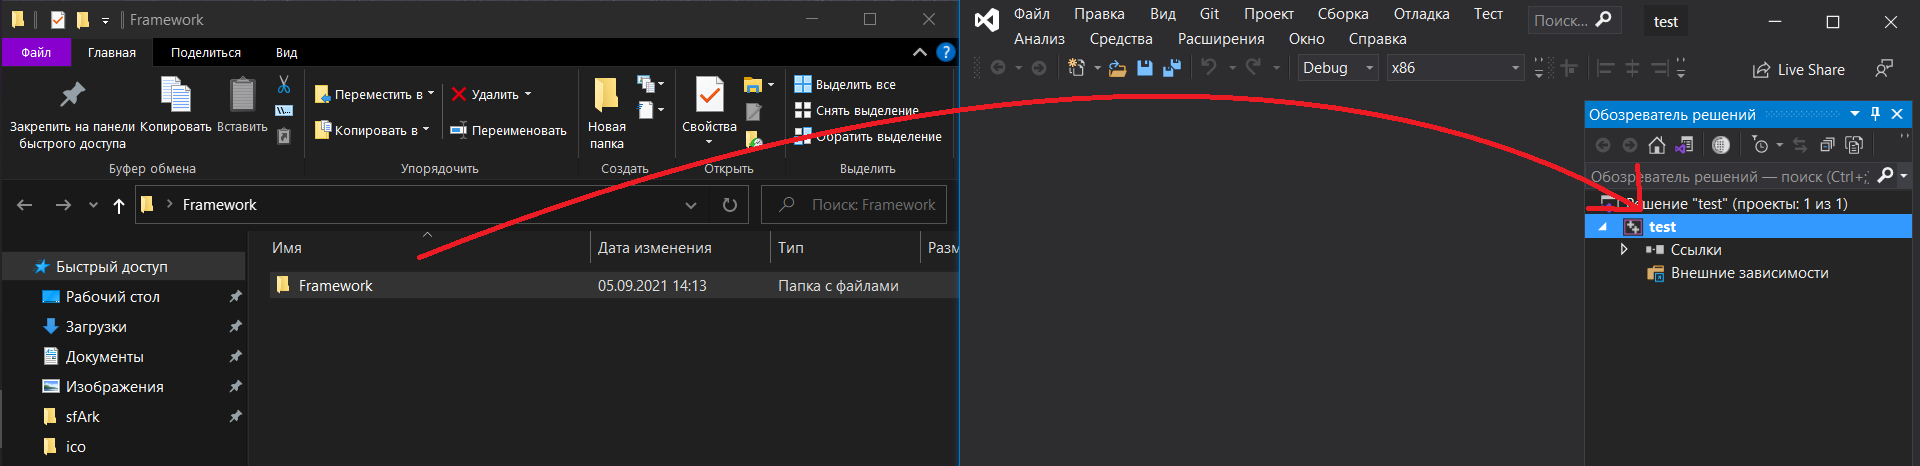 Framework
Файл Главная Поделиться Вид
Закрепить на панели быстрого доступа
Копировать
Вставить
Буфер обмена
Переместить в
Копировать в
Удалить
Переименовать
Упорядочить
Новая папка
Создать
Свойства
Открыть
Выделить все
Снять выделение
Обратить выделение
Выделить
Framework
Поиск: Framework
Имя Дата изменения Тип Разм
Framework 05.09.2021 14:13 Папка с файлами
Быстрый доступ
Рабочий стол
Загрузки
Документы
Изображения
sfArk
ico
Файл Правка Вид Git Проект Сборка Отладка Тест
Анализ Средства Расширения Окно Справка
Поиск...
test
Debug x86
Live Share
Обозреватель решений
Обозреватель решений — поиск (Ctrl+;)
Решение "test" (проекты: 1 из 1)
test
Ссылки
Внешние зависимости